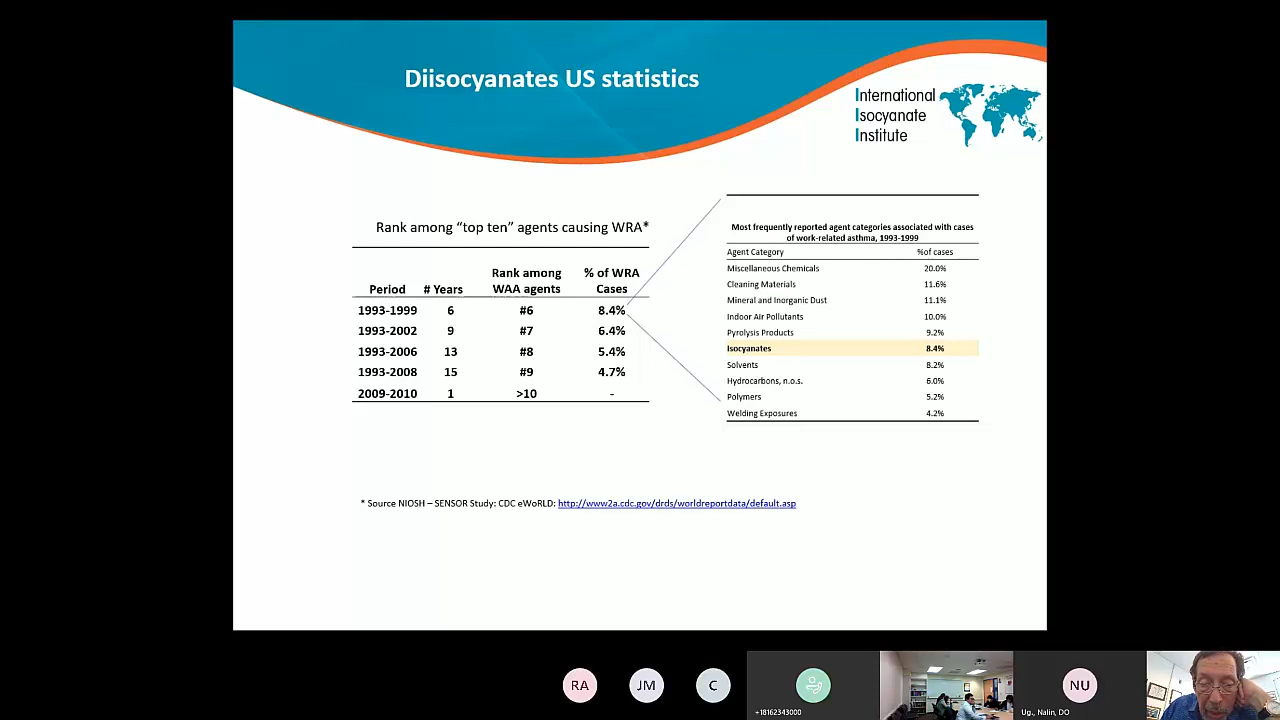 Diisocyanates US statistics
International
Isocyanate
Institute
Rank among “top ten” agents causing WRA*
Period # Years Rank among WAA agents % of WRA Cases
1993-1999 6 #6 8.4%
1993-2002 9 #7 6.4%
1993-2006 13 #8 5.4%
1993-2008 15 #9 4.7%
2009-2010 1 >10 -
Most frequently reported agent categories associated with cases
of work-related asthma, 1993-1999
Agent Category %of cases
Miscellaneous Chemicals 20.0%
Cleaning Materials 11.6%
Mineral and Inorganic Dust 11.1%
Indoor Air Pollutants 10.0%
Pyrolysis Products 9.2%
Isocyanates 8.4%
Solvents 8.2%
Hydrocarbons, n.o.s. 6.0%
Polymers 5.2%
Welding Exposures 4.2%
* Source NIOSH – SENSOR Study: CDC eWoRLD: http://www2a.cdc.gov/drds/worldreportdata/default.asp
RA JM C NU
+18162343000
Ug., Nalin, DO